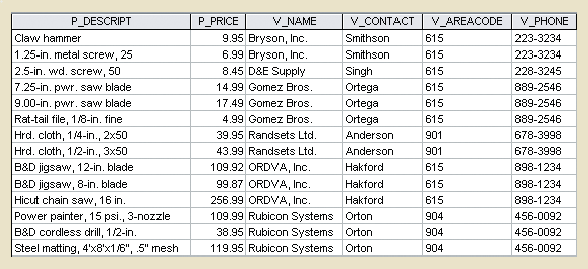 P_DESCRIPT P_PRICE V_NAME V_CONTACT V_AREACODE V_PHONE
Claw hammer 9.95 Bryson, Inc. Smithson 615 223-3234
1.25-in. metal screw, 25 6.99 Bryson, Inc. Smithson 615 223-3234
2.5-in. wd. screw, 50 8.45 D&E Supply Singh 615 228-3245
7.25-in. pwr. saw blade 14.99 Gomez Bros. Ortega 615 889-2546
9.00-in. pwr. saw blade 17.49 Gomez Bros. Ortega 615 889-2546
Rat-tail file, 1/8-in. fine 4.99 Gomez Bros. Ortega 615 889-2546
Hrd. cloth, 1/4-in., 2x50 39.95 Randsets Ltd. Anderson 901 678-3998
Hrd. cloth, 1/2-in., 3x50 43.99 Randsets Ltd. Anderson 901 678-3998
B&D jigsaw, 12-in. blade 109.92 ORDVA, Inc. Hakford 615 898-1234
B&D jigsaw, 8-in. blade 99.87 ORDVA, Inc. Hakford 615 898-1234
Hicut chain saw, 16 in. 256.99 ORDVA, Inc. Hakford 615 898-1234
Power painter, 15 psi., 3-nozzle 109.99 Rubicon Systems Orton 904 456-0092
B&D cordless drill, 1/2-in. 38.95 Rubicon Systems Orton 904 456-0092
Steel matting, 4'x8'x1/6", .5" mesh 119.95 Rubicon Systems Orton 904 456-0092